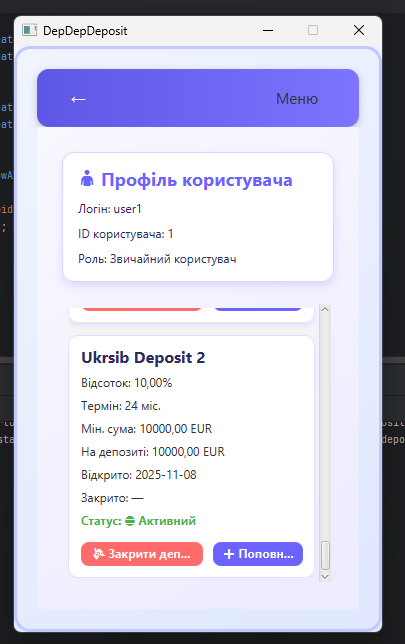 DepDepDeposit
← Меню
Профіль користувача
Логін: user1
ID користувача: 1
Роль: Звичайний користувач
Ukrsib Deposit 2
Відсоток: 10,00%
Термін: 24 міс.
Мін. сума: 10000,00 EUR
На депозиті: 10000,00 EUR
Відкрито: 2025-11-08
Закрито: —
Статус: Активний
Закрити деп...
Поповн...